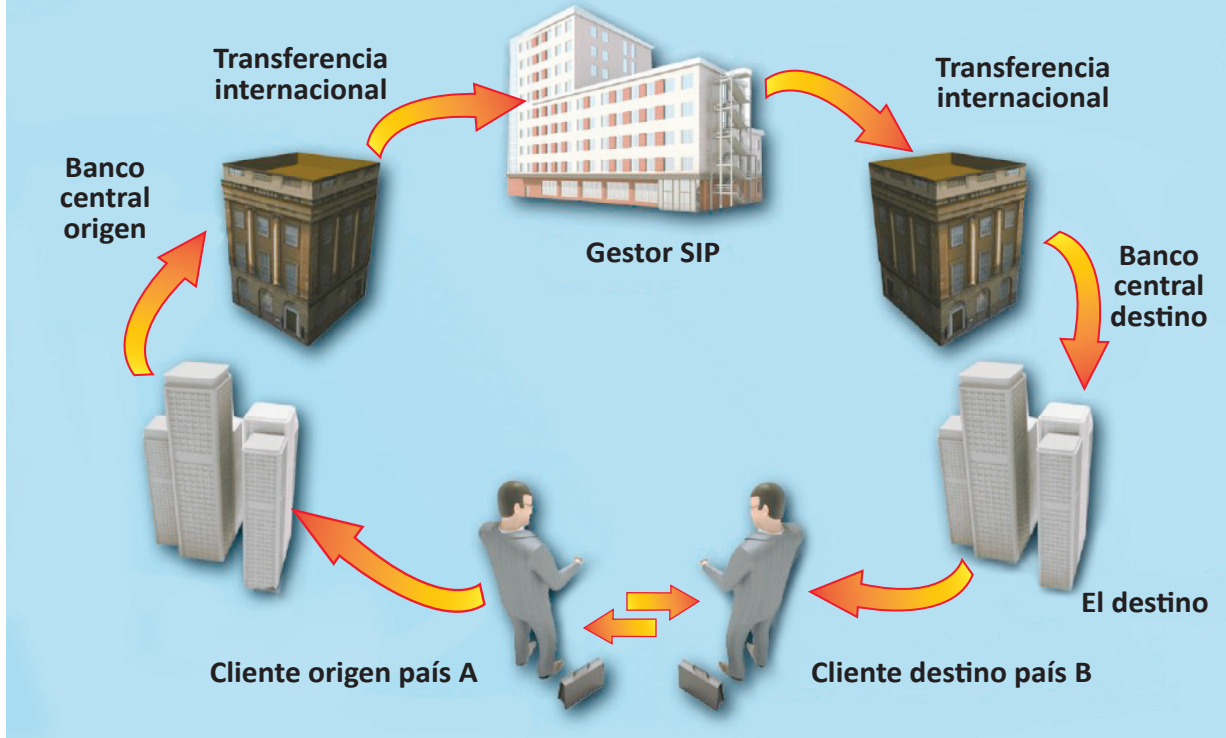 Transferencia
internacional
Transferencia
internacional
Banco
central
origen
Gestor SIP
Banco
central
destino
El destino
Cliente origen país A
Cliente destino país B